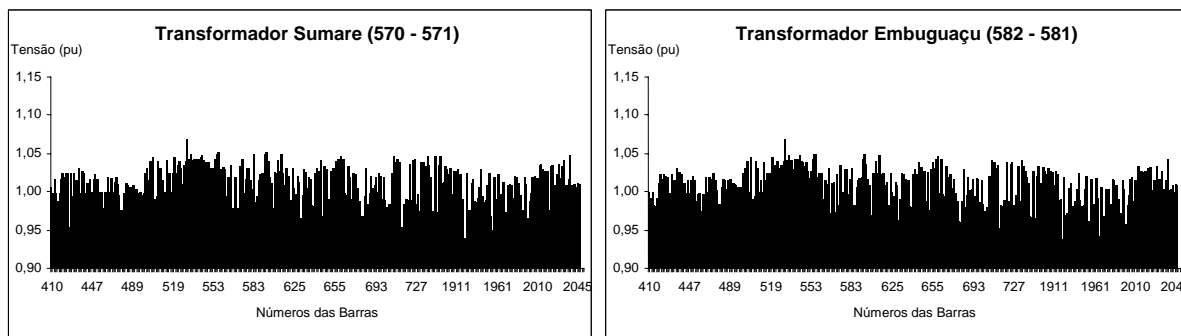 Transformador Sumare (570 - 571)
Tensão (pu)
1,15
1,10
1,05
1,00
0,95
0,90
410 447 489 519 553 583 625 655 693 727 1911 1961 2010 2045
Números das Barras
Transformador Embuguaçu (582 - 581)
Tensão (pu)
1,15
1,10
1,05
1,00
0,95
0,90
410 447 489 519 553 583 625 655 693 727 1911 1961 2010 204
Números das Barras